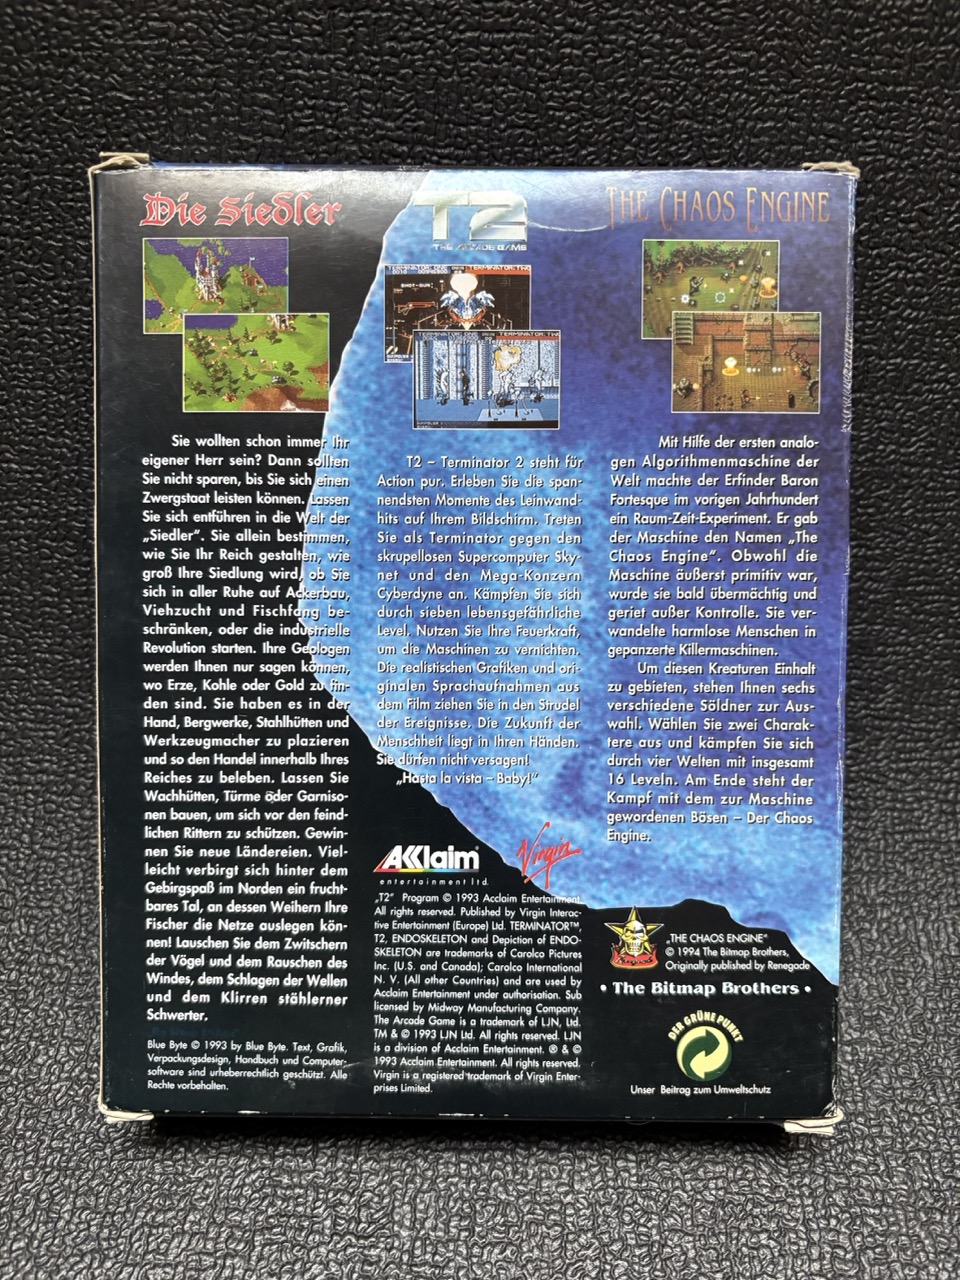 Die Siedler
Sie wollten schon immer Ihr
eigener Herr sein? Dann sollten
Sie nicht sparen, bis Sie sich einen
Zwergstaat leisten können. Lassen
Sie sich entführen in die Welt der
„Siedler". Sie allein bestimmen,
wie Sie Ihr Reich gestalten, wie
groß Ihre Siedlung wird, ob Sie
sich in aller Ruhe auf Ackerbau,
Viehzucht und Fischfang be-
schränken, oder die industrielle
Revolution starten. Ihre Geologen
werden Ihnen nur sagen können,
wo Erze, Kohle oder Gold zu fin-
den sind. Sie haben es in der
Hand, Bergwerke, Stahlhütten und
Werkzeugmacher zu plazieren
und so den Handel innerhalb Ihres
Reiches zu beleben. Lassen Sie
Wachhütten, Türme oder Garniso-
nen bauen, um sich vor den feind-
lichen Rittern zu schützen. Gewin-
nen Sie neue Ländereien. Viel-
leicht verbirgt sich hinter dem
Gebirgspaß im Norden ein frucht-
bares Tal, an dessen Weihern Ihre
Fischer die Netze auslegen kön-
nen! Lauschen Sie dem Zwitschern
der Vögel und dem Rauschen des
Windes, dem Schlagen der Wellen
und dem Klirren stählerner
Schwerter.
Blue Byte © 1993 by Blue Byte. Text, Grafik,
Verpackungsdesign, Handbuch und Computer-
software sind urheberrechtlich geschützt. Alle
Rechte vorbehalten.
T2
THE ARCADE GAME
TERMINATOR:ONE
TERMINATOR:TWO
SHOT-GUN:
TERMINATOR:ONE
TERMINATOR:TWO
T2 – Terminator 2 steht für
Action pur. Erleben Sie die span-
nendsten Momente des Leinwand-
hits auf Ihrem Bildschirm. Treten
Sie als Terminator gegen den
skrupellosen Supercomputer Sky-
net und den Mega-Konzern
Cyberdyne an. Kämpfen Sie sich
durch sieben lebensgefährliche
Level. Nutzen Sie Ihre Feuerkraft,
um die Maschinen zu vernichten.
Die realistischen Grafiken und ori-
ginalen Sprachaufnahmen aus
dem Film ziehen Sie in den Strudel
der Ereignisse. Die Zukunft der
Menschheit liegt in Ihren Händen.
Sie dürfen nicht versagen!
„Hasta la vista – Baby!"
AKKlaim
entertainment ltd.
Virgin
„T2" Program © 1993 Acclaim Entertainment.
All rights reserved. Published by Virgin Interac-
tive Entertainment (Europe) Ltd. TERMINATOR™,
T2, ENDOSKELETON and Depiction of ENDO-
SKELETON are trademarks of Carolco Pictures
Inc. (U.S. and Canada); Carolco International
N. V. (All other Countries) and are used by
Acclaim Entertainment under authorisation. Sub
licensed by Midway Manufacturing Company.
The Arcade Game is a trademark of LJN, Ltd.
TM & © 1993 LJN Ltd. All rights reserved. LJN
is a division of Acclaim Entertainment. ® & ©
1993 Acclaim Entertainment. All rights reserved.
Virgin is a registered trademark of Virgin Enter-
prises Limited.
THE CHAOS ENGINE
Mit Hilfe der ersten analo-
gen Algorithmenmaschine der
Welt machte der Erfinder Baron
Fortesque im vorigen Jahrhundert
ein Raum-Zeit-Experiment. Er gab
der Maschine den Namen „The
Chaos Engine". Obwohl die
Maschine äußerst primitiv war,
wurde sie bald übermächtig und
geriet außer Kontrolle. Sie ver-
wandelte harmlose Menschen in
gepanzerte Killermaschinen.
Um diesen Kreaturen Einhalt
zu gebieten, stehen Ihnen sechs
verschiedene Söldner zur Aus-
wahl. Wählen Sie zwei Charak-
tere aus und kämpfen Sie sich
durch vier Welten mit insgesamt
16 Leveln. Am Ende steht der
Kampf mit dem zur Maschine
gewordenen Bösen – Der Chaos
Engine.
Renegade
„THE CHAOS ENGINE"
© 1994 The Bitmap Brothers,
Originally published by Renegade
• The Bitmap Brothers •
DER GRÜNE PUNKT
Unser Beitrag zum Umweltschutz